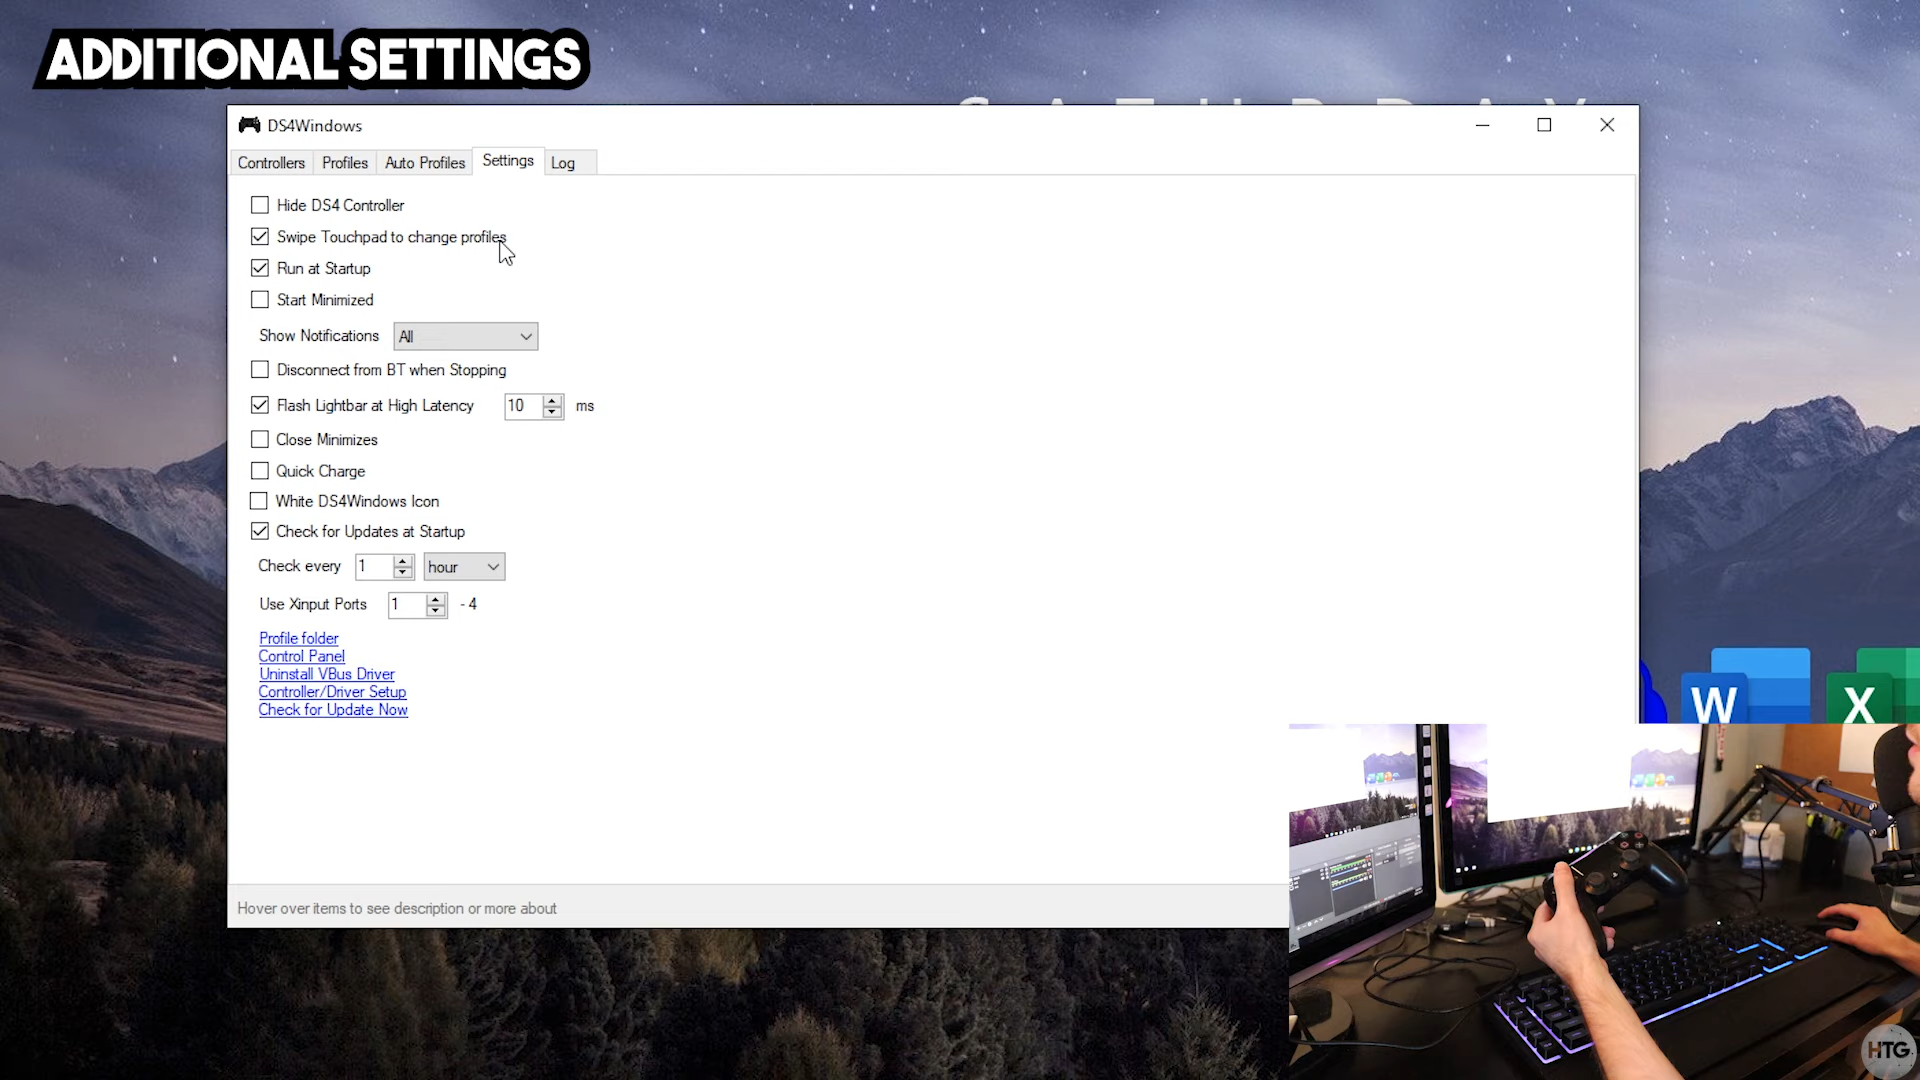 ADDITIONAL SETTINGS
DS4Windows
Controllers Profiles Auto Profiles Settings Log
Hide DS4 Controller
Swipe Touchpad to change profiles
Run at Startup
Start Minimized
Show Notifications All
Disconnect from BT when Stopping
Flash Lightbar at High Latency 10 ms
Close Minimizes
Quick Charge
White DS4Windows Icon
Check for Updates at Startup
Check every 1 hour
Use Xinput Ports 1 - 4
Profile folder
Control Panel
Uninstall VBus Driver
Controller/Driver Setup
Check for Update Now
W X
Hover over items to see description or more about
HTG